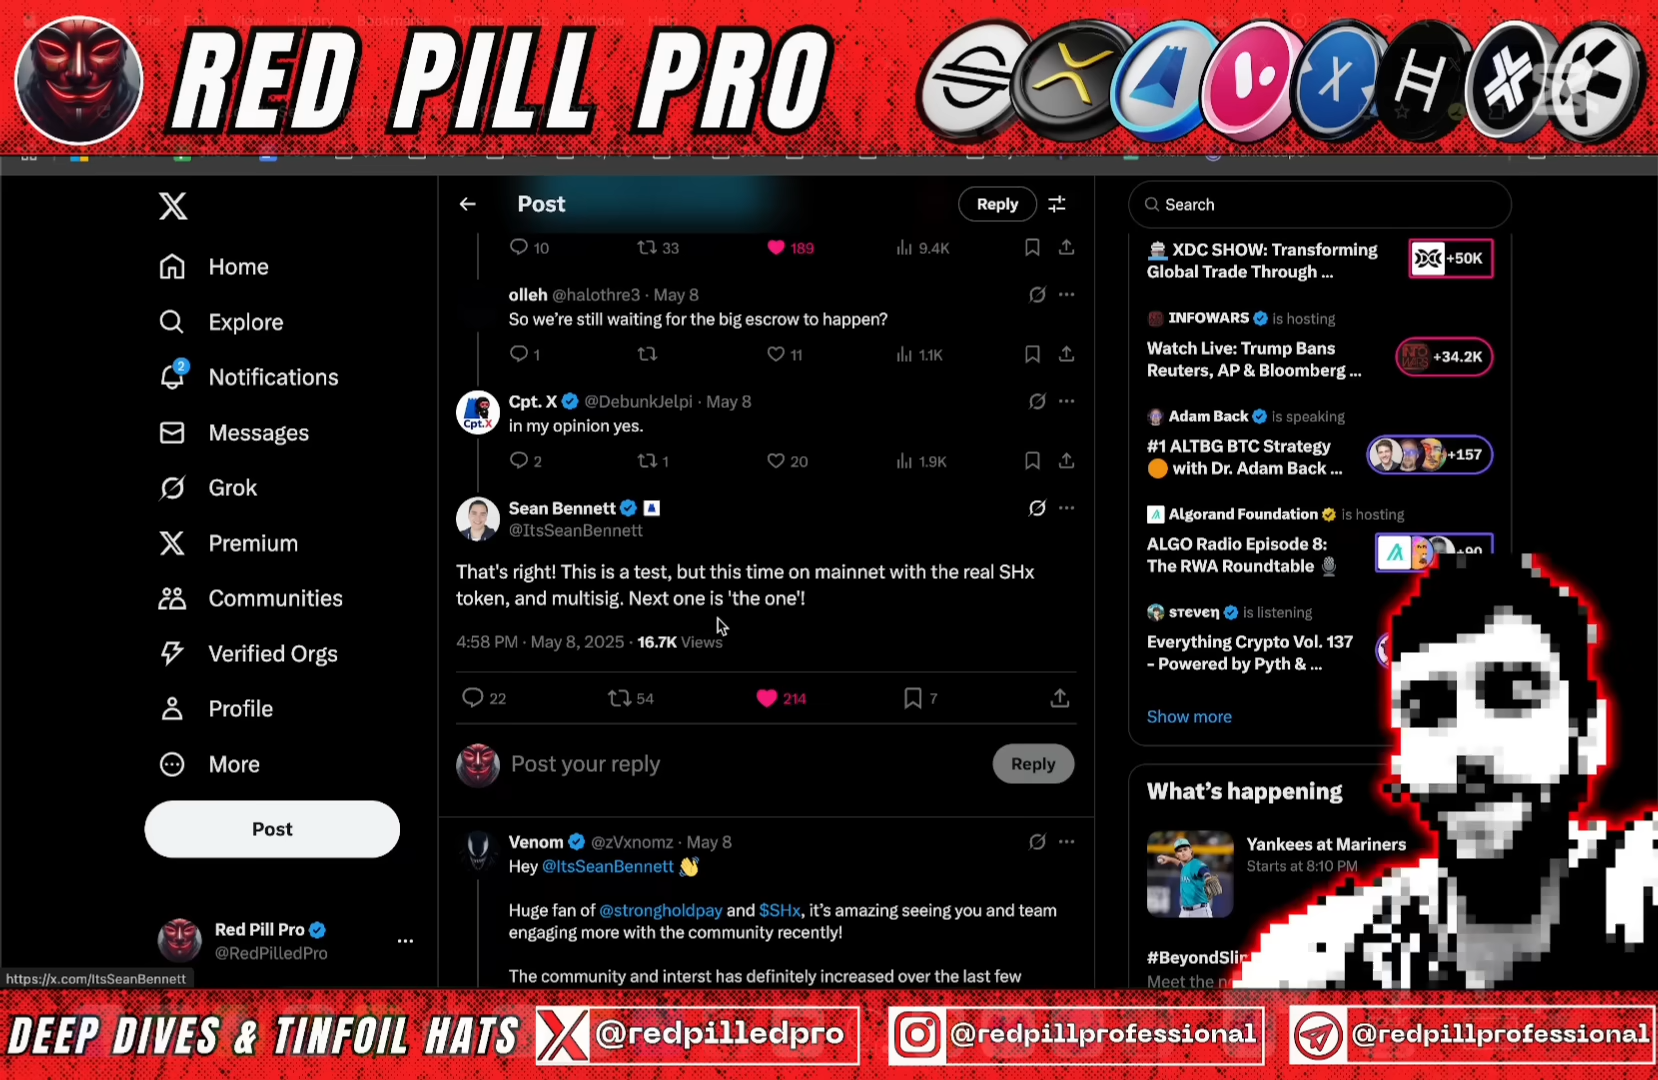 RED PILL PRO
Post
Reply
Search
10
33
189
9.4K
olleh @halothre3 · May 8
So we're still waiting for the big escrow to happen?
1
11
1.1K
Cpt. X @DebunkJelpi · May 8
in my opinion yes.
Cpt.X
2
1
20
1.9K
Sean Bennett
@ItsSeanBennett
That's right! This is a test, but this time on mainnet with the real SHx
token, and multisig. Next one is 'the one'!
4:58 PM · May 8, 2025 · 16.7K Views
22
54
214
7
Post your reply
Reply
Venom @zVxnomz · May 8
Hey @ItsSeanBennett
Huge fan of @strongholdpay and $SHx, it's amazing seeing you and team
engaging more with the community recently!
The community and interst has definitely increased over the last few
Home
Explore
2
Notifications
Messages
Grok
Premium
Communities
Verified Orgs
Profile
More
Post
Red Pill Pro
@RedPilledPro
https://x.com/ItsSeanBennett
XDC SHOW: Transforming
Global Trade Through ...
+50K
INFOWARS is hosting
Watch Live: Trump Bans
Reuters, AP & Bloomberg ...
+34.2K
Adam Back is speaking
#1 ALTBG BTC Strategy
with Dr. Adam Back ...
+157
Algorand Foundation is hosting
ALGO Radio Episode 8:
The RWA Roundtable
+90
steven is listening
Everything Crypto Vol. 137
- Powered by Pyth & ...
Show more
What's happening
Yankees at Mariners
Starts at 8:10 PM
#BeyondSlin
Meet the
DEEP DIVES & TINFOIL HATS
@redpilledpro
@redpillprofessional
@redpillprofessional